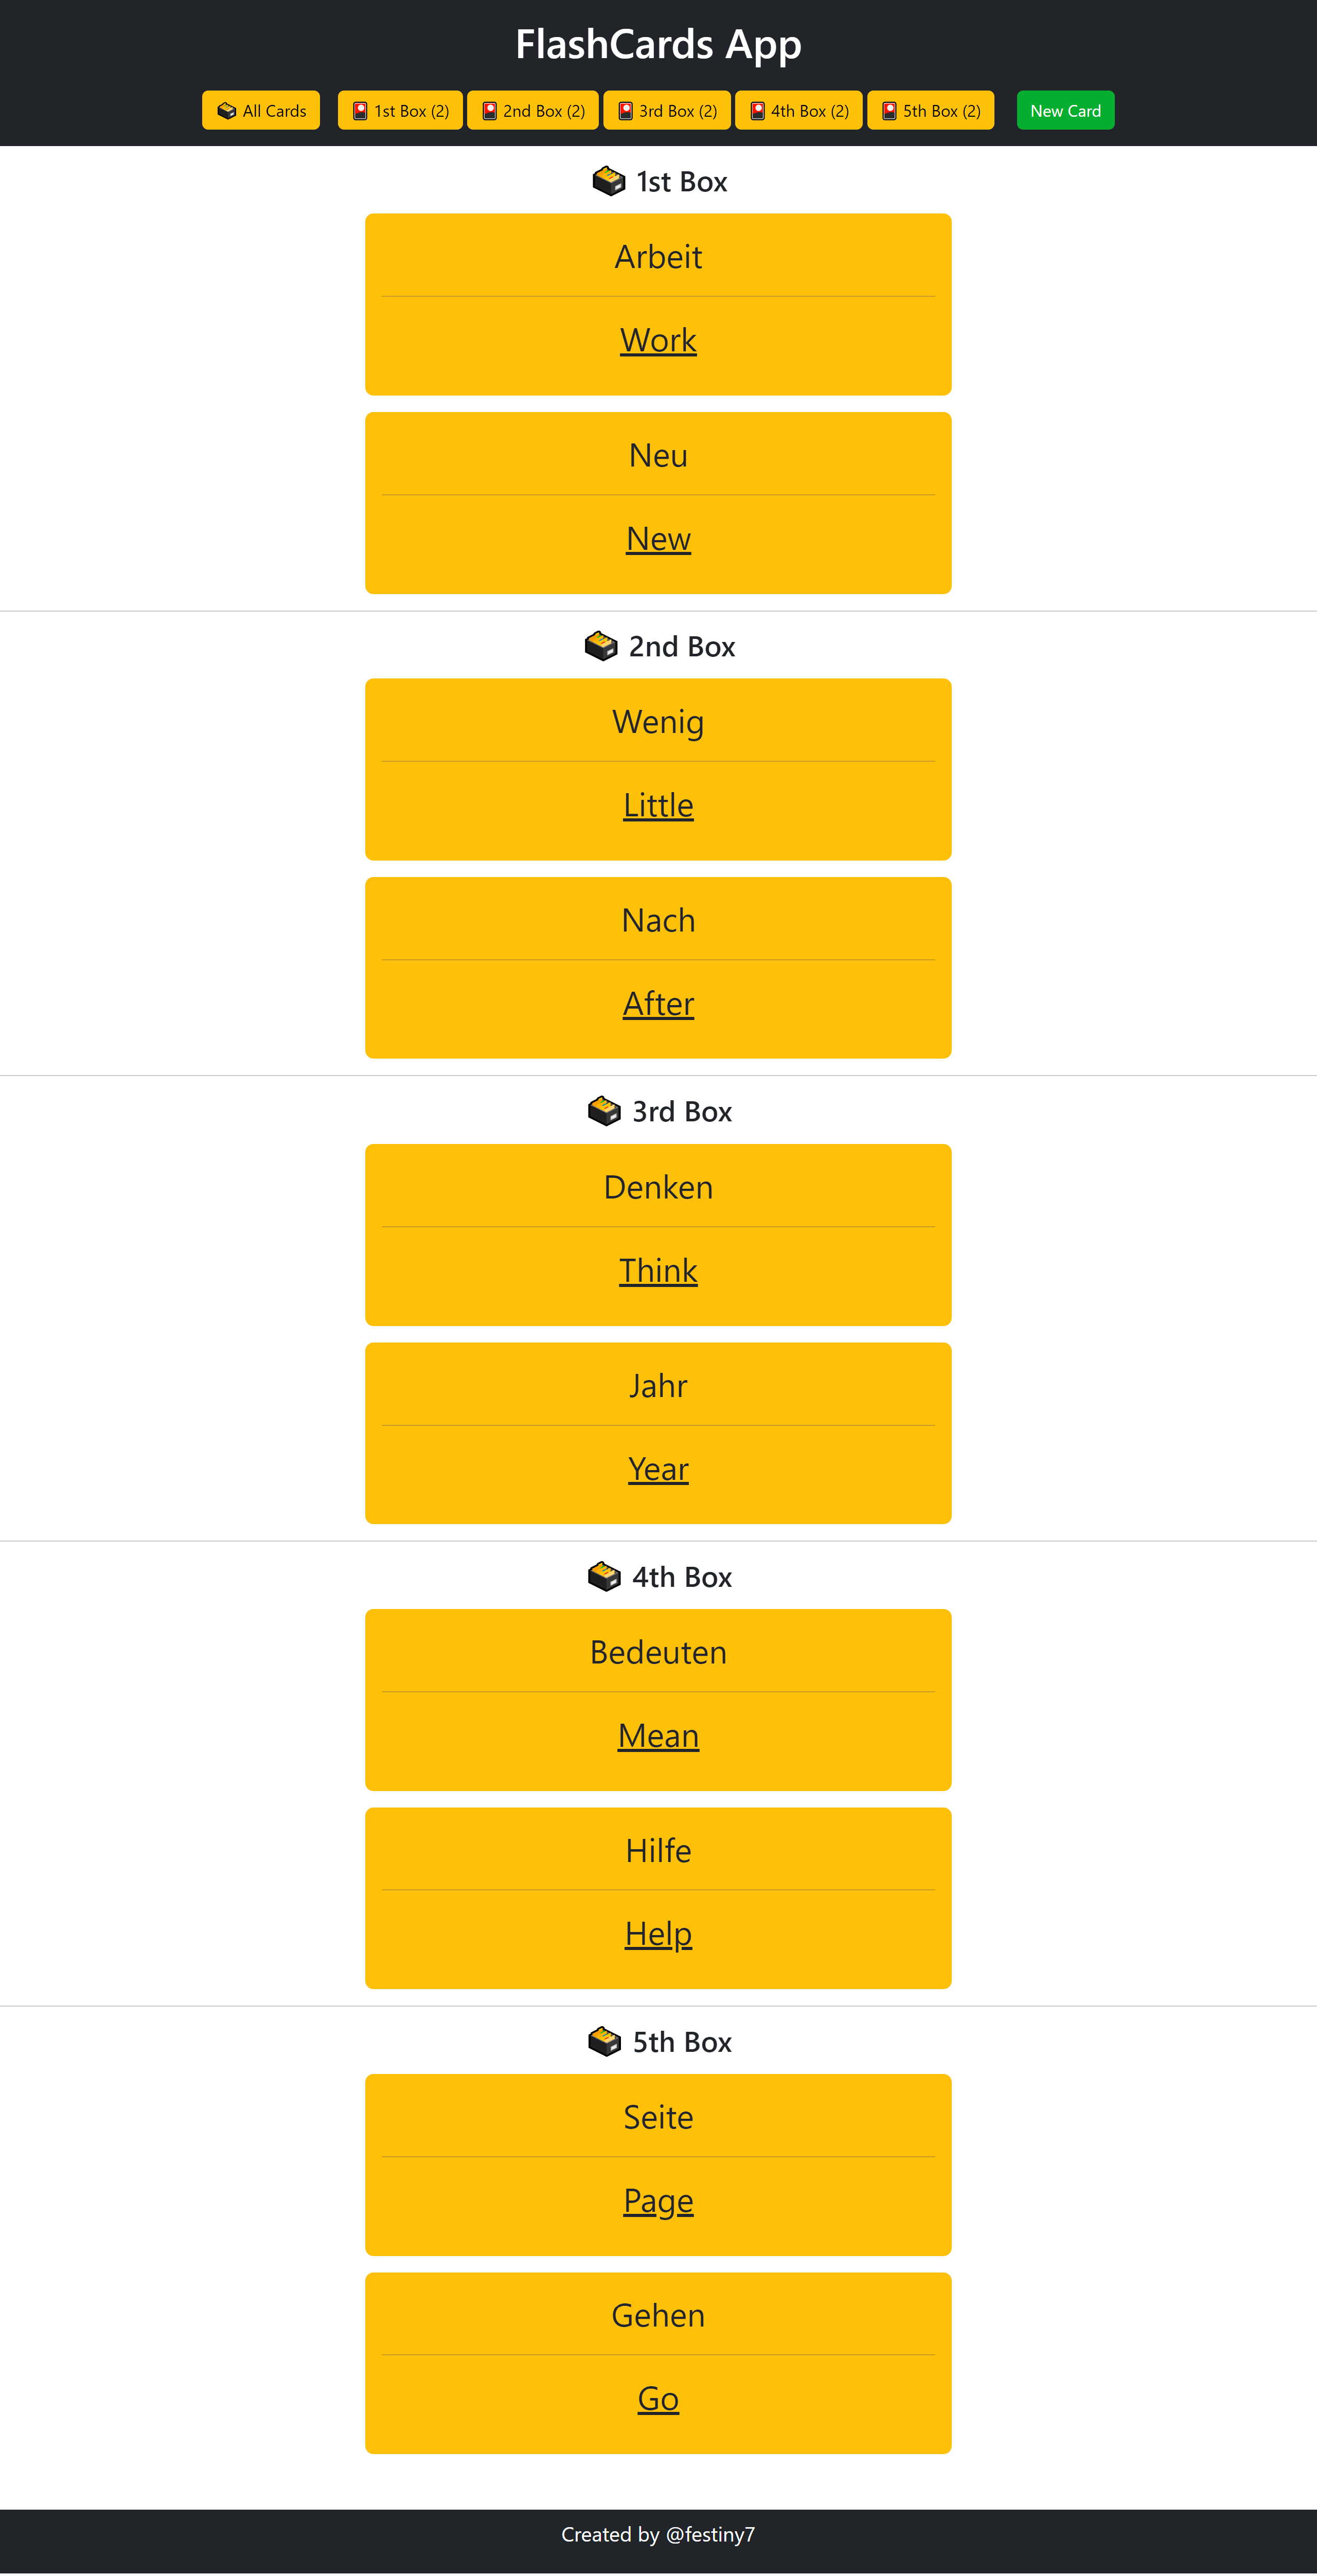 FlashCards App
All Cards 1st Box (2) 2nd Box (2) 3rd Box (2) 4th Box (2) 5th Box (2) New Card
1st Box
Arbeit
Work
Neu
New
2nd Box
Wenig
Little
Nach
After
3rd Box
Denken
Think
Jahr
Year
4th Box
Bedeuten
Mean
Hilfe
Help
5th Box
Seite
Page
Gehen
Go
Created by @festiny7